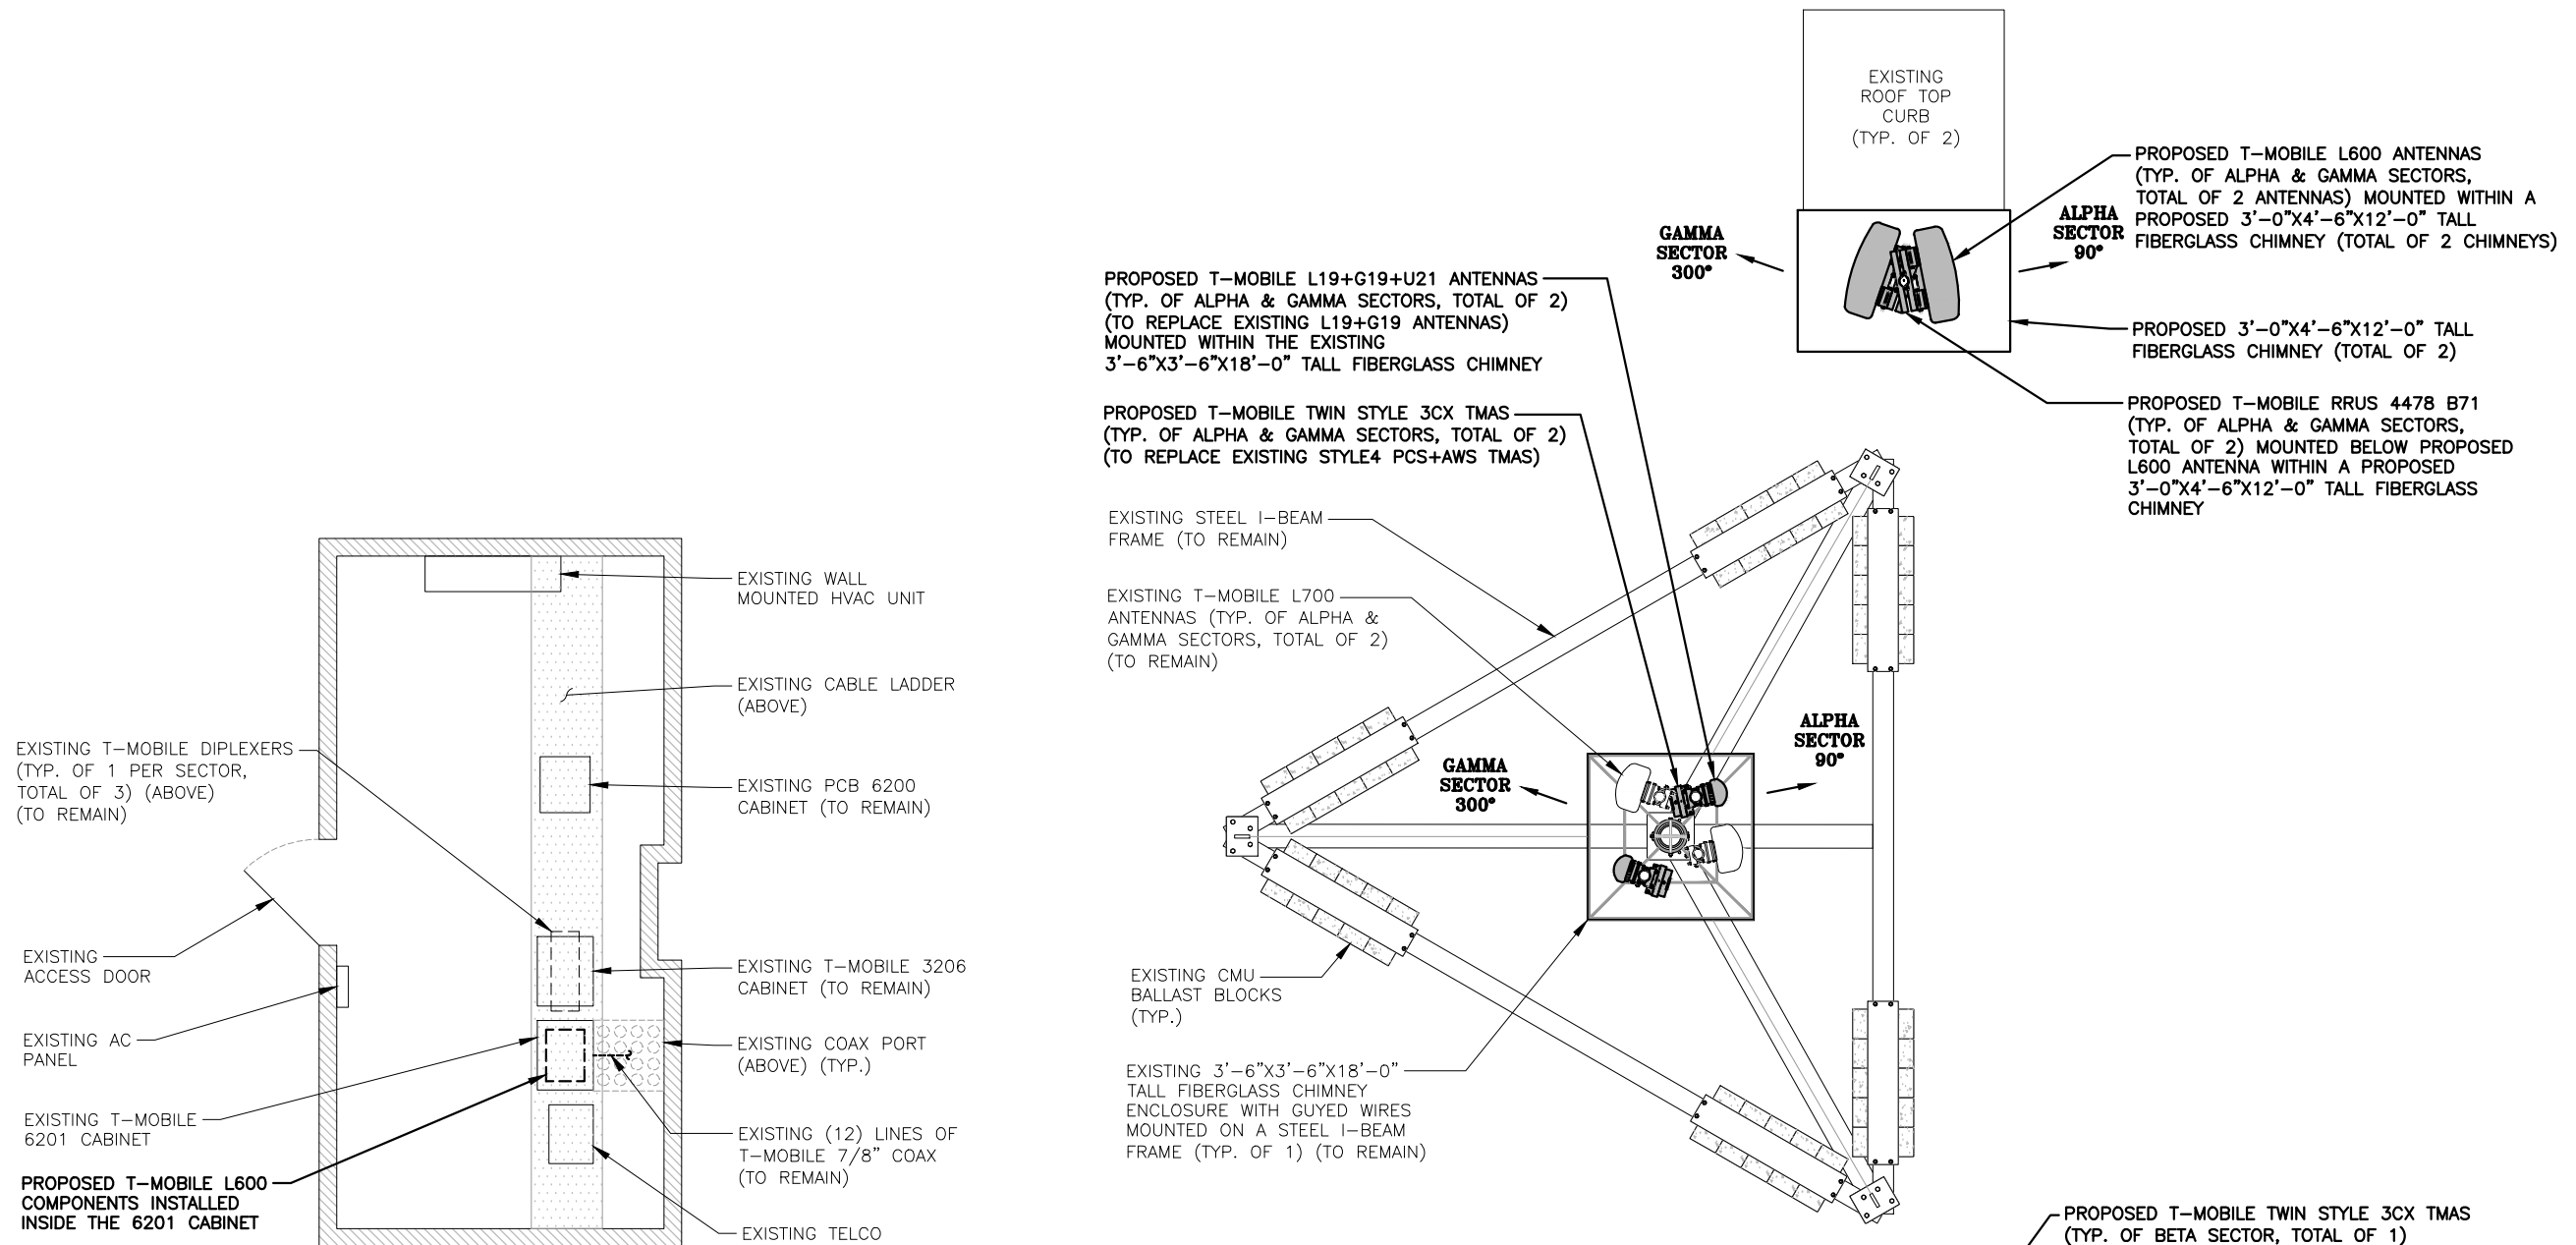 EXISTING
ROOF TOP
CURB
(TYP. OF 2)
PROPOSED T-MOBILE L600 ANTENNAS
(TYP. OF ALPHA & GAMMA SECTORS,
TOTAL OF 2 ANTENNAS) MOUNTED WITHIN A
PROPOSED 3'-0"X4'-6"X12'-0" TALL
FIBERGLASS CHIMNEY (TOTAL OF 2 CHIMNEYS)
ALPHA
SECTOR
90°
GAMMA
SECTOR
300°
PROPOSED 3'-0"X4'-6"X12'-0" TALL
FIBERGLASS CHIMNEY (TOTAL OF 2)
PROPOSED T-MOBILE RRUS 4478 B71
(TYP. OF ALPHA & GAMMA SECTORS,
TOTAL OF 2) MOUNTED BELOW PROPOSED
L600 ANTENNA WITHIN A PROPOSED
3'-0"X4'-6"X12'-0" TALL FIBERGLASS
CHIMNEY
PROPOSED T-MOBILE L19+G19+U21 ANTENNAS
(TYP. OF ALPHA & GAMMA SECTORS, TOTAL OF 2)
(TO REPLACE EXISTING L19+G19 ANTENNAS)
MOUNTED WITHIN THE EXISTING
3'-6"X3'-6"X18'-0" TALL FIBERGLASS CHIMNEY
PROPOSED T-MOBILE TWIN STYLE 3CX TMAS
(TYP. OF ALPHA & GAMMA SECTORS, TOTAL OF 2)
(TO REPLACE EXISTING STYLE4 PCS+AWS TMAS)
EXISTING STEEL I-BEAM
FRAME (TO REMAIN)
EXISTING T-MOBILE L700
ANTENNAS (TYP. OF ALPHA &
GAMMA SECTORS, TOTAL OF 2)
(TO REMAIN)
GAMMA
SECTOR
300°
ALPHA
SECTOR
90°
EXISTING CMU
BALLAST BLOCKS
(TYP.)
EXISTING 3'-6"X3'-6"X18'-0"
TALL FIBERGLASS CHIMNEY
ENCLOSURE WITH GUYED WIRES
MOUNTED ON A STEEL I-BEAM
FRAME (TYP. OF 1) (TO REMAIN)
EXISTING WALL
MOUNTED HVAC UNIT
EXISTING CABLE LADDER
(ABOVE)
EXISTING PCB 6200
CABINET (TO REMAIN)
EXISTING T-MOBILE 3206
CABINET (TO REMAIN)
EXISTING COAX PORT
(ABOVE) (TYP.)
EXISTING (12) LINES OF
T-MOBILE 7/8" COAX
(TO REMAIN)
EXISTING TELCO
EXISTING T-MOBILE DIPLEXERS
(TYP. OF 1 PER SECTOR,
TOTAL OF 3) (ABOVE)
(TO REMAIN)
EXISTING
ACCESS DOOR
EXISTING AC
PANEL
EXISTING T-MOBILE
6201 CABINET
PROPOSED T-MOBILE L600
COMPONENTS INSTALLED
INSIDE THE 6201 CABINET
PROPOSED T-MOBILE TWIN STYLE 3CX TMAS
(TYP. OF BETA SECTOR, TOTAL OF 1)